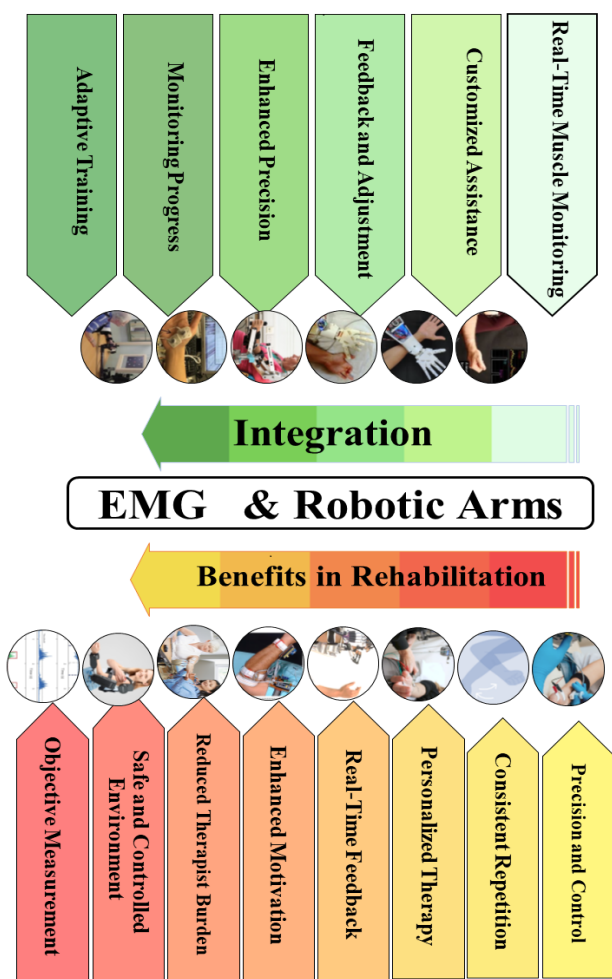 Adaptive Training
Monitoring Progress
Enhanced Precision
Feedback and Adjustment
Customized Assistance
Real-Time Muscle Monitoring
Integration
EMG & Robotic Arms
Benefits in Rehabilitation
Objective Measurement
Safe and Controlled
Environment
Reduced Therapist Burden
Enhanced Motivation
Real-Time Feedback
Personalized Therapy
Consistent Repetition
Precision and Control